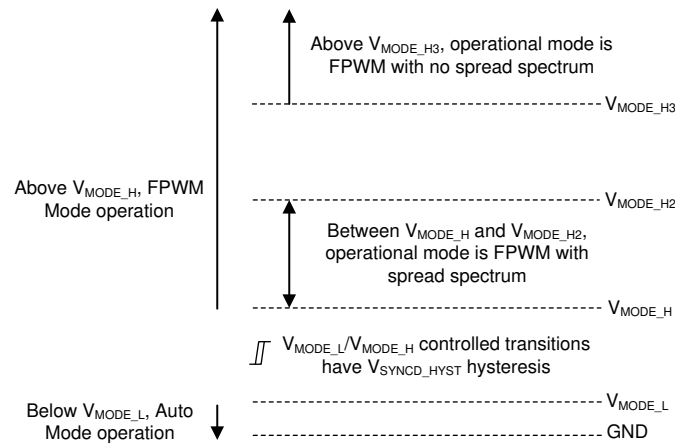 Above V_MODE_H3, operational mode is
FPWM with no spread spectrum
V_MODE_H3
Above V_MODE_H, FPWM
Mode operation
V_MODE_H2
Between V_MODE_H and V_MODE_H2,
operational mode is FPWM with
spread spectrum
V_MODE_H
V_MODE_L/V_MODE_H controlled transitions
have V_SYNCD_HYST hysteresis
V_MODE_L
Below V_MODE_L, Auto
Mode operation
GND